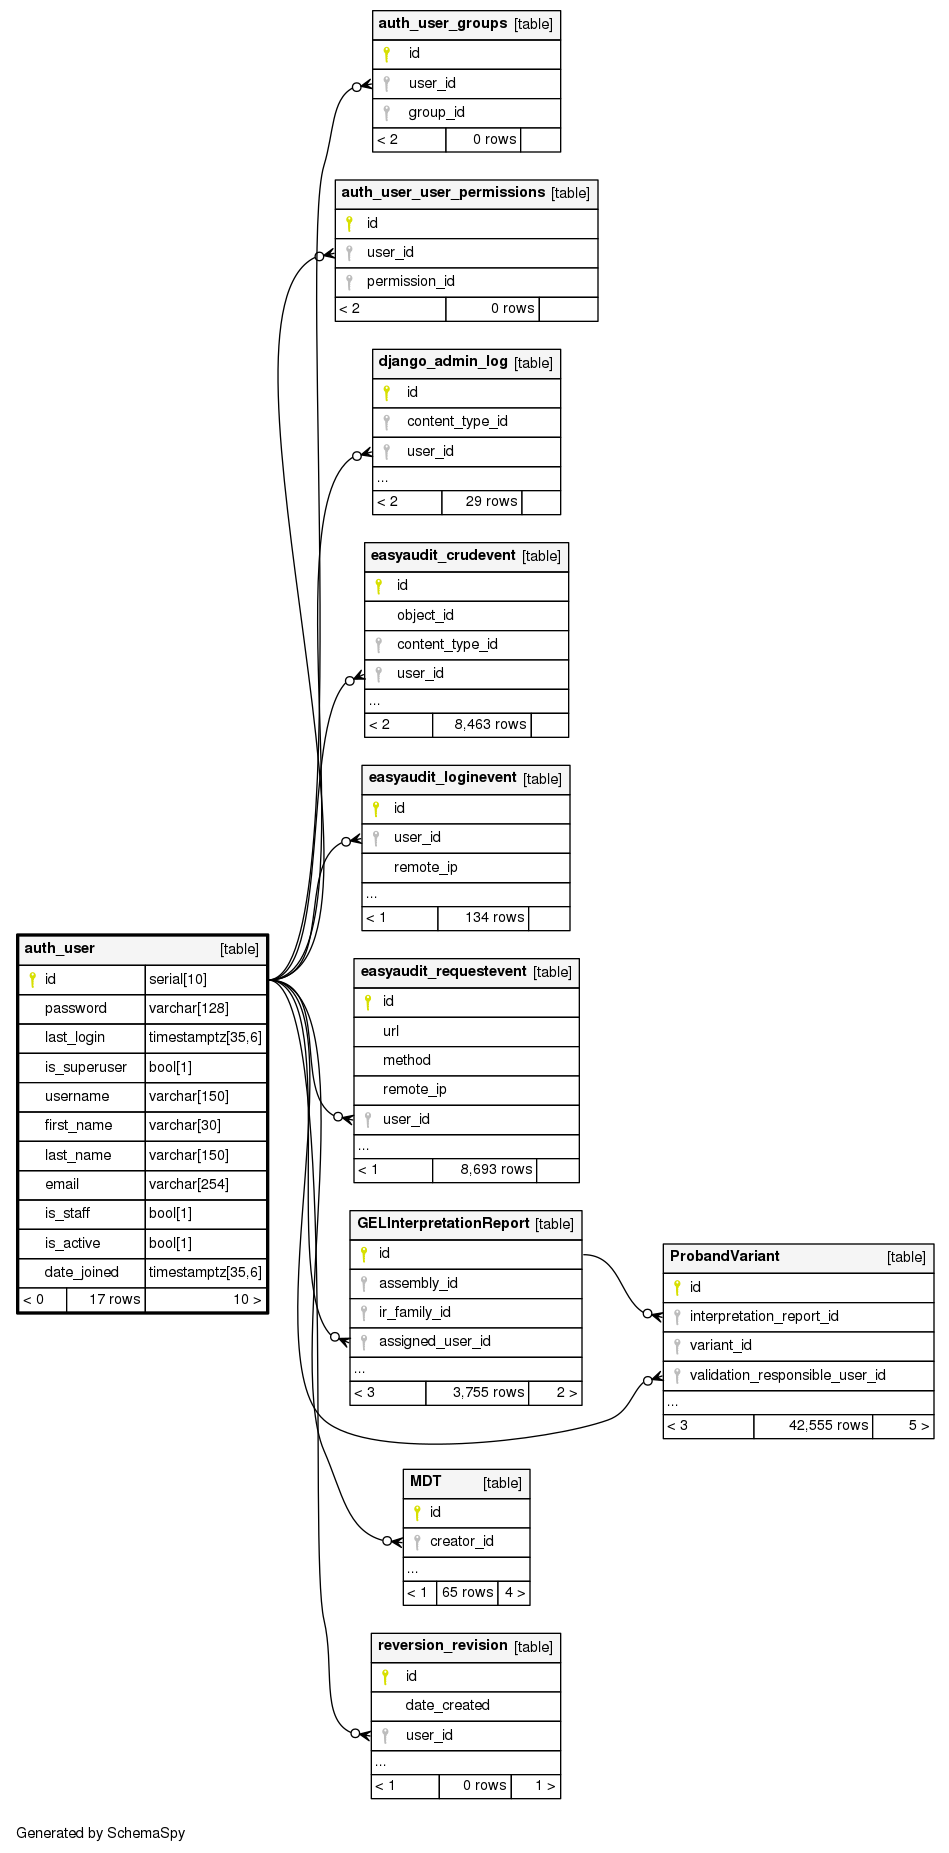 auth_user_groups [table]
id
user_id
group_id
< 2 0 rows
auth_user_user_permissions [table]
id
user_id
permission_id
< 2 0 rows
django_admin_log [table]
id
content_type_id
user_id
...
< 2 29 rows
easyaudit_crudevent [table]
id
object_id
content_type_id
user_id
...
< 2 8,463 rows
easyaudit_loginevent [table]
id
user_id
remote_ip
...
< 1 134 rows
auth_user [table]
id serial[10]
password varchar[128]
last_login timestamptz[35,6]
is_superuser bool[1]
username varchar[150]
first_name varchar[30]
last_name varchar[150]
email varchar[254]
is_staff bool[1]
is_active bool[1]
date_joined timestamptz[35,6]
< 0 17 rows 10 >
easyaudit_requestevent [table]
id
url
method
remote_ip
user_id
...
< 1 8,693 rows
GELInterpretationReport [table]
id
assembly_id
ir_family_id
assigned_user_id
...
< 3 3,755 rows 2 >
ProbandVariant [table]
id
interpretation_report_id
variant_id
validation_responsible_user_id
...
< 3 42,555 rows 5 >
MDT [table]
id
creator_id
...
< 1 65 rows 4 >
reversion_revision [table]
id
date_created
user_id
...
< 1 0 rows 1 >
Generated by SchemaSpy